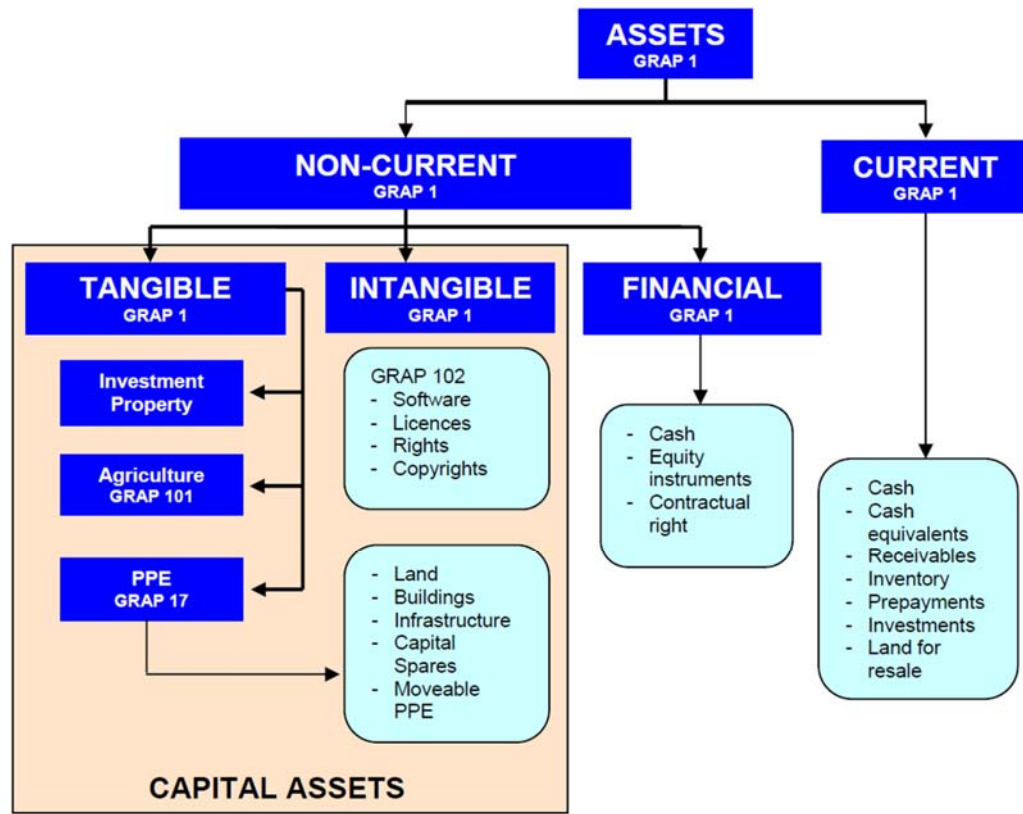 ASSETS
GRAP 1
NON-CURRENT
GRAP 1
CURRENT
GRAP 1
TANGIBLE
GRAP 1
INTANGIBLE
GRAP 1
FINANCIAL
GRAP 1
Investment
Property
Agriculture
GRAP 101
PPE
GRAP 17
GRAP 102
- Software
- Licences
- Rights
- Copyrights
- Land
- Buildings
- Infrastructure
- Capital
Spares
- Moveable
PPE
- Cash
- Equity
instruments
- Contractual
right
- Cash
- Cash
equivalents
- Receivables
- Inventory
- Prepayments
- Investments
- Land for
resale
CAPITAL ASSETS